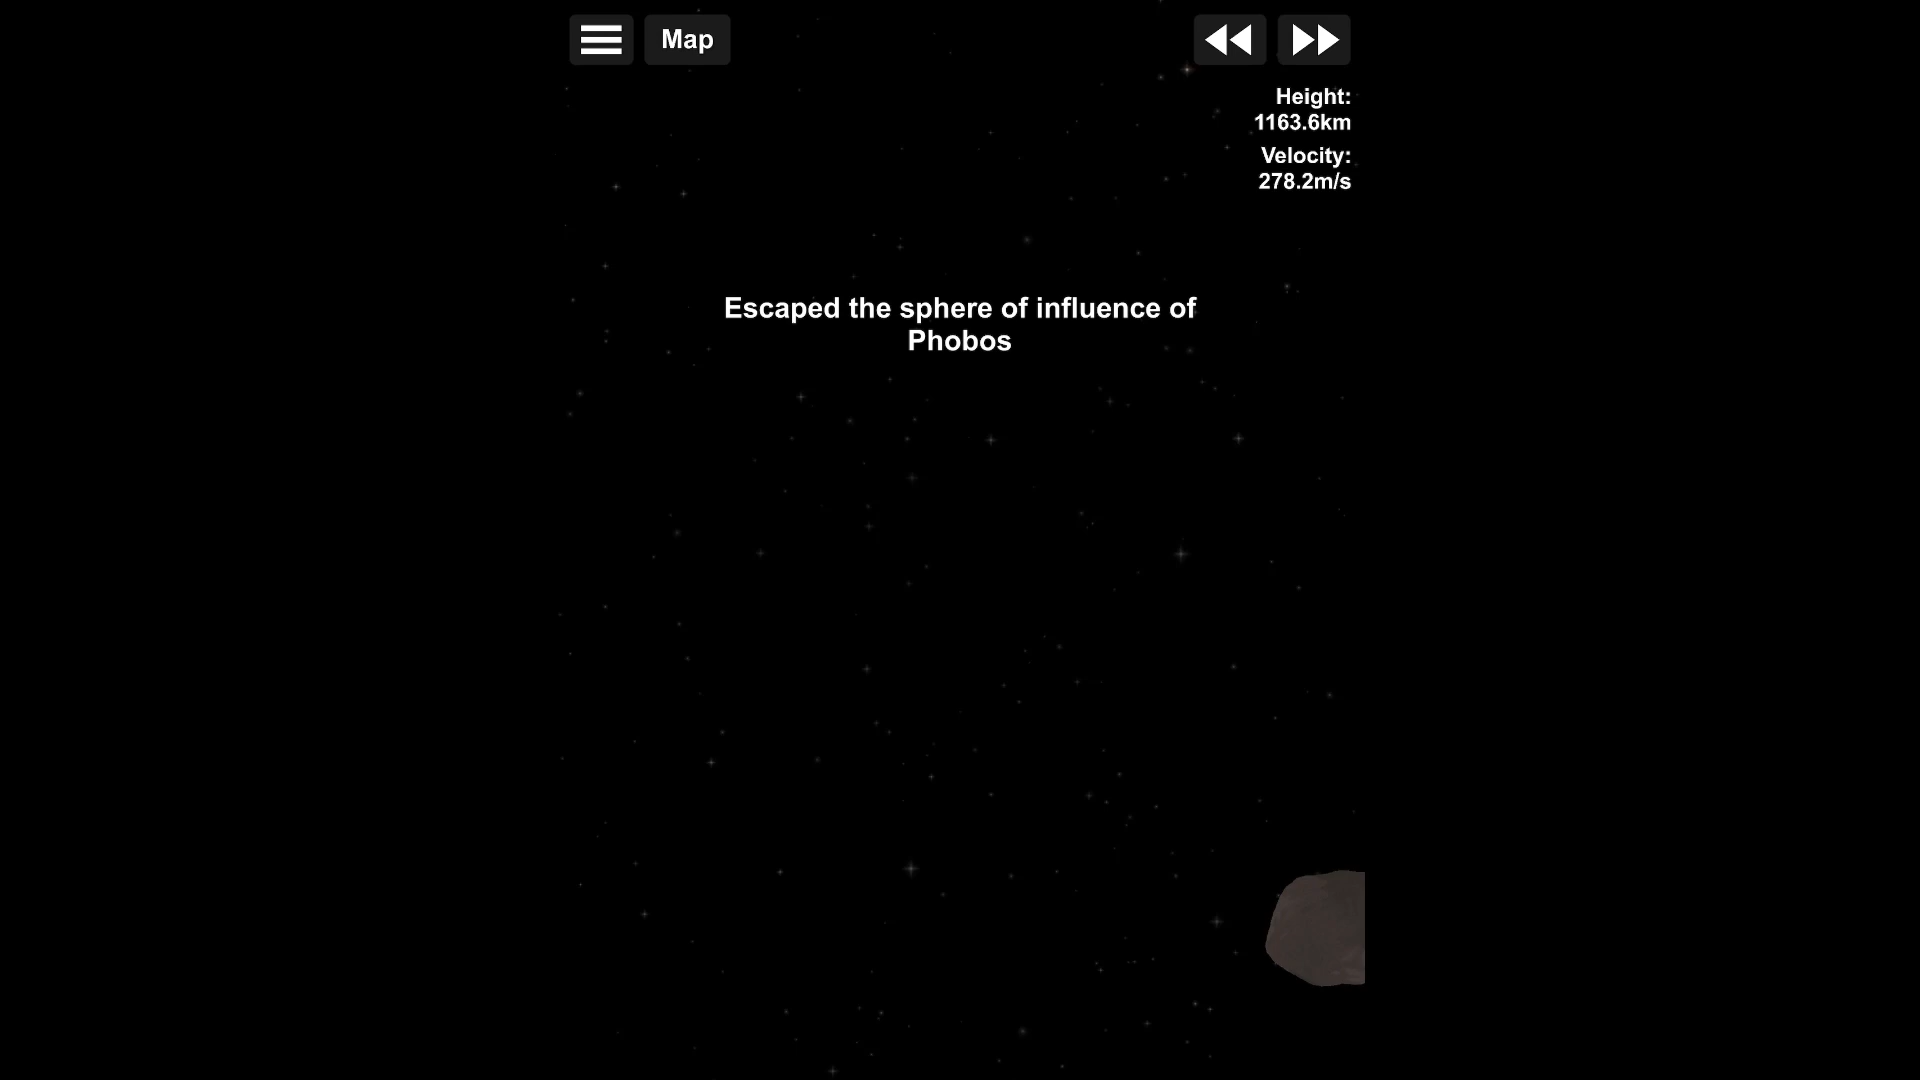 Map
Height:
1163.6km
Velocity:
278.2m/s
Escaped the sphere of influence of
Phobos